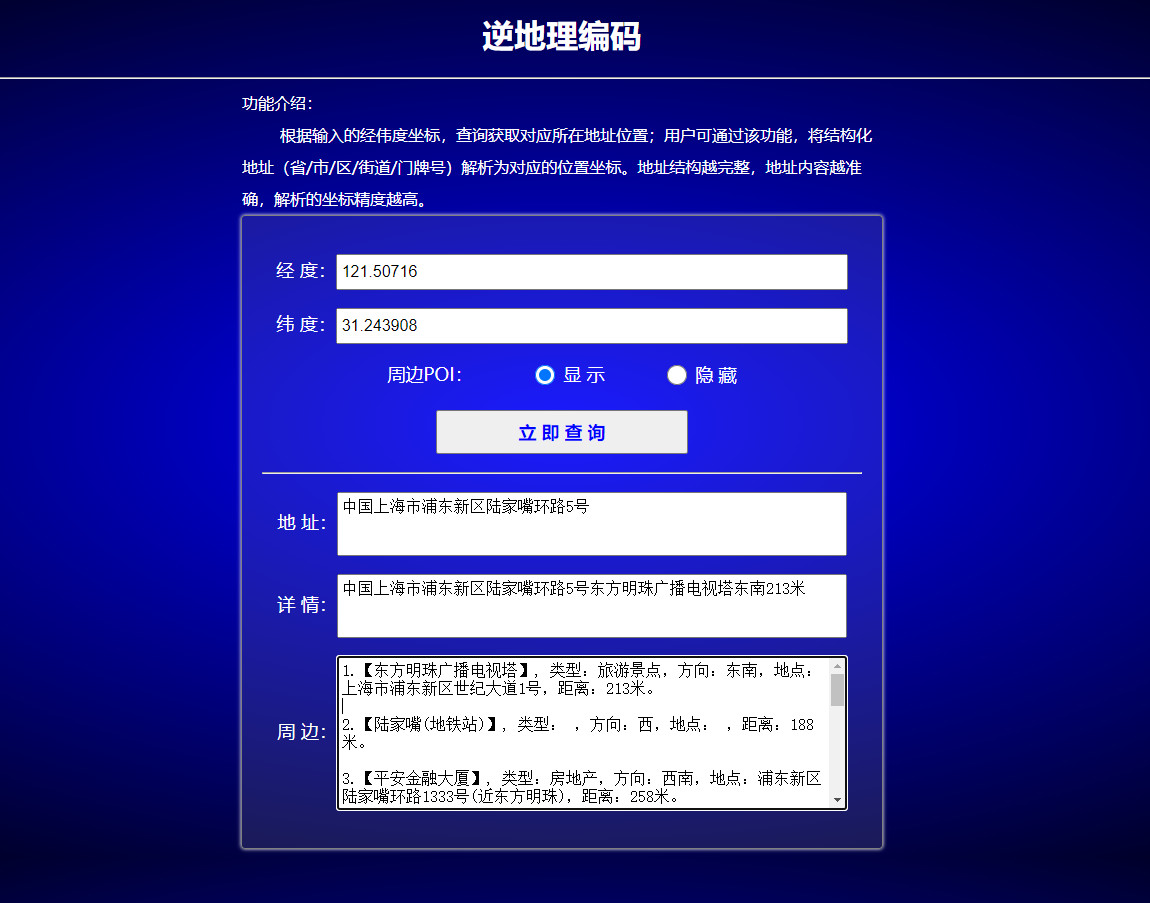 逆地理编码
功能介绍：
根据输入的经纬度坐标，查询获取对应所在地址位置；用户可通过该功能，将结构化
地址（省/市/区/街道/门牌号）解析为对应的位置坐标。地址结构越完整，地址内容越准
确，解析的坐标精度越高。
经 度： 121.50716
纬 度： 31.243908
周边POI： 显 示 隐 藏
立 即 查 询
地 址： 中国上海市浦东新区陆家嘴环路5号
详 情： 中国上海市浦东新区陆家嘴环路5号东方明珠广播电视塔东南213米
周 边：
1.【东方明珠广播电视塔】, 类型：旅游景点，方向：东南，地点：
上海市浦东新区世纪大道1号，距离：213米。
2.【陆家嘴(地铁站)】, 类型： ，方向：西，地点： ，距离：188
米。
3.【平安金融大厦】, 类型：房地产，方向：西南，地点：浦东新区
陆家嘴环路1333号(近东方明珠)，距离：258米。